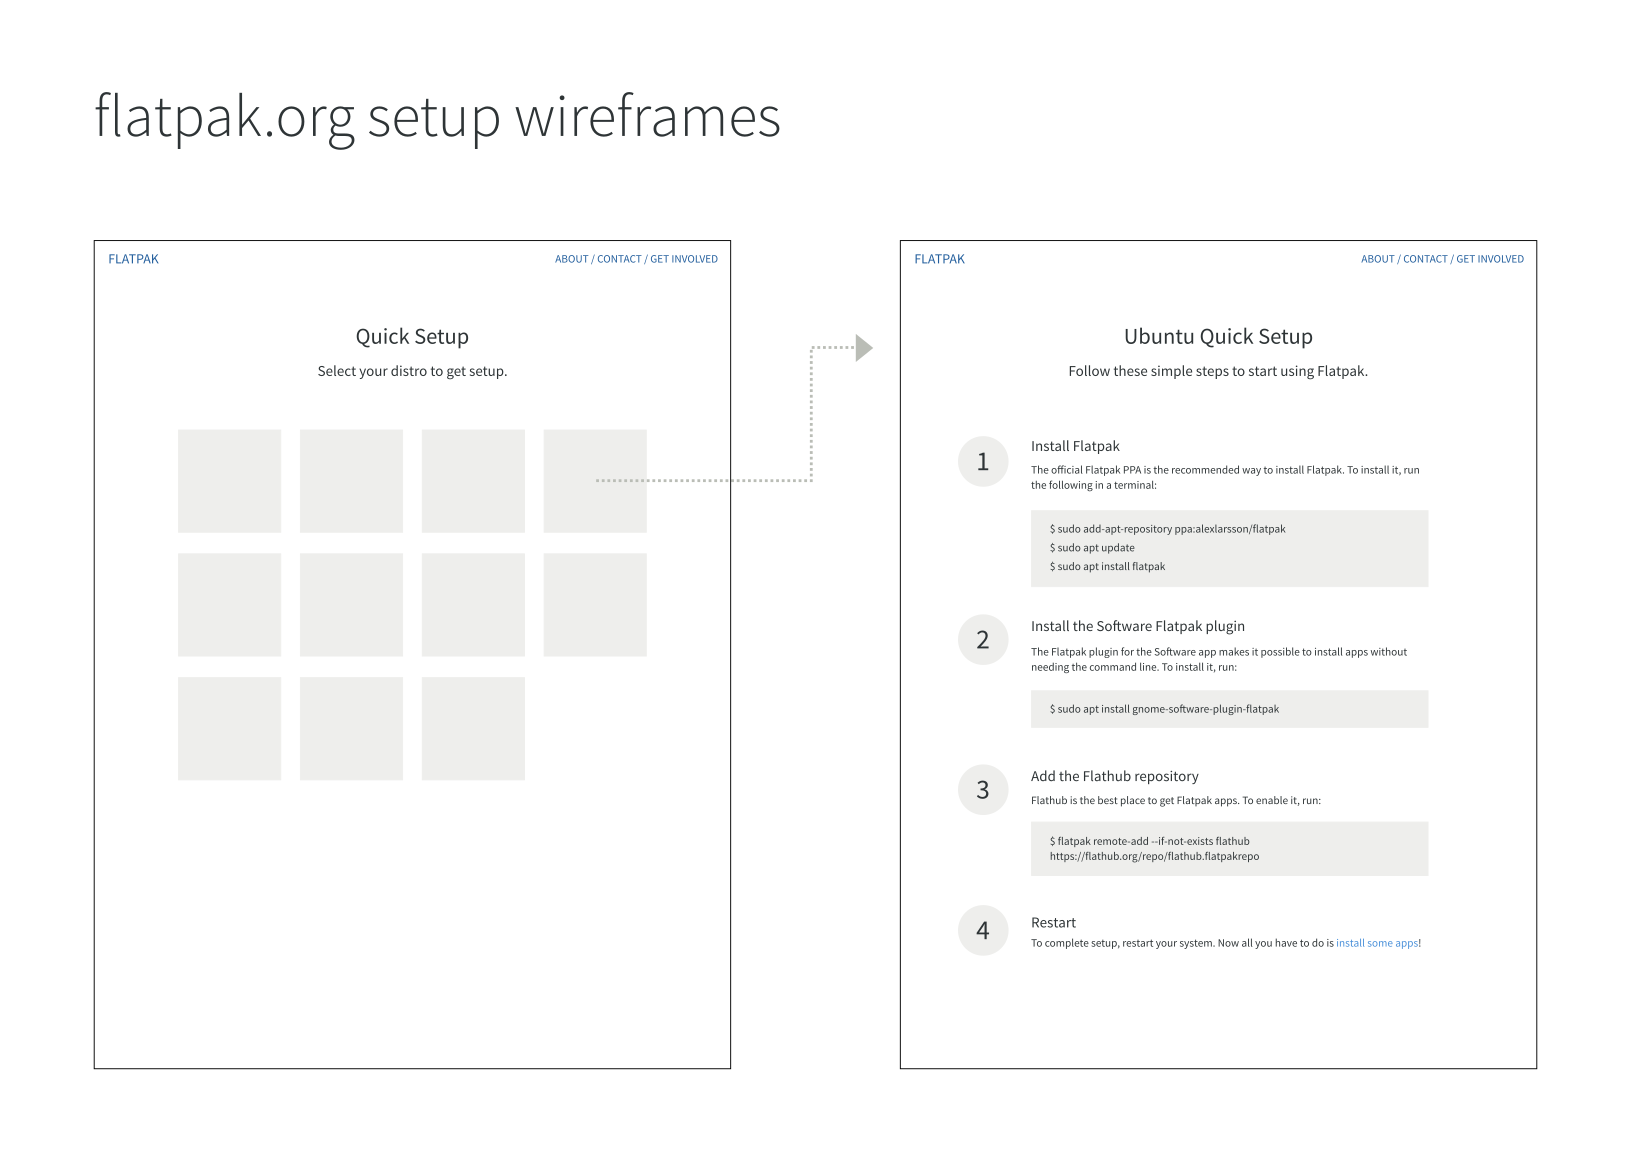 flatpak.org setup wireframes
FLATPAK
ABOUT / CONTACT / GET INVOLVED
Quick Setup
Select your distro to get setup.
FLATPAK
ABOUT / CONTACT / GET INVOLVED
Ubuntu Quick Setup
Follow these simple steps to start using Flatpak.
1
Install Flatpak
The official Flatpak PPA is the recommended way to install Flatpak. To install it, run
the following in a terminal:
$ sudo add-apt-repository ppa:alexlarsson/flatpak
$ sudo apt update
$ sudo apt install flatpak
2
Install the Software Flatpak plugin
The Flatpak plugin for the Software app makes it possible to install apps without
needing the command line. To install it, run:
$ sudo apt install gnome-software-plugin-flatpak
3
Add the Flathub repository
Flathub is the best place to get Flatpak apps. To enable it, run:
$ flatpak remote-add --if-not-exists flathub
https://flathub.org/repo/flathub.flatpakrepo
4
Restart
To complete setup, restart your system. Now all you have to do is install some apps!